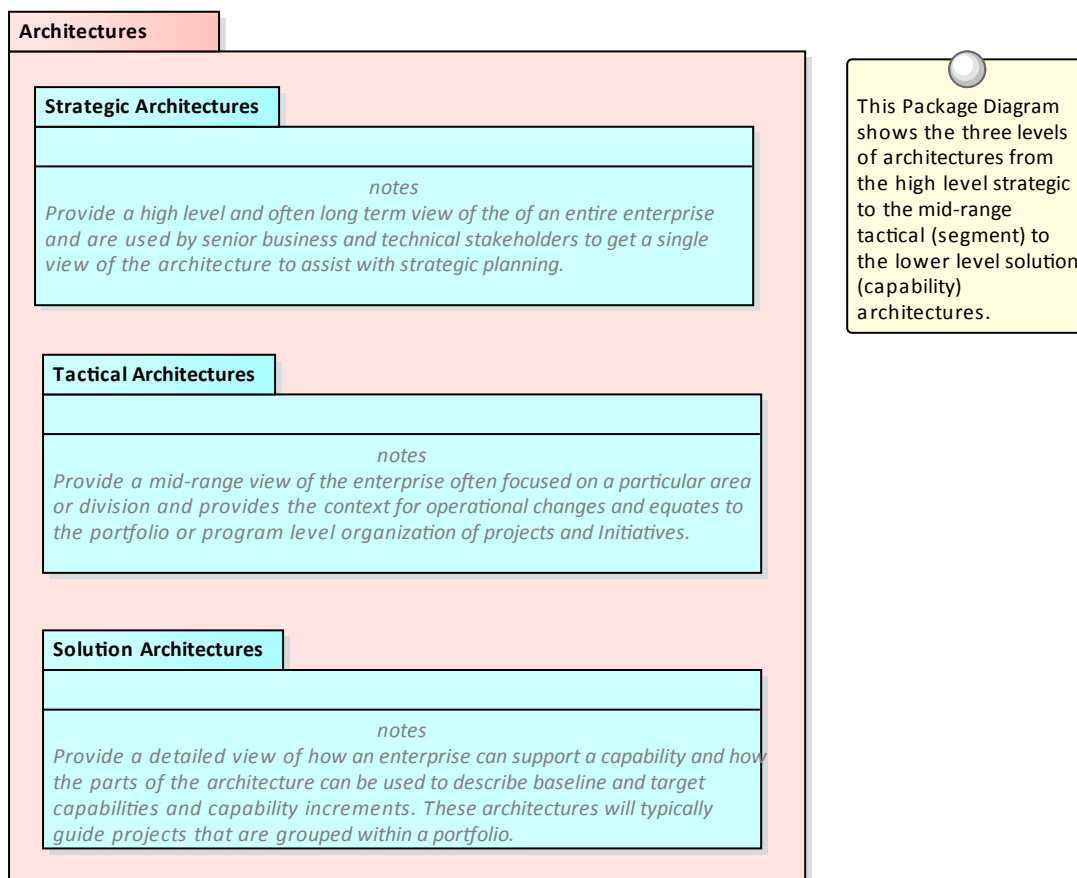 Architectures
Strategic Architectures
notes
Provide a high level and often long term view of the of an entire enterprise
and are used by senior business and technical stakeholders to get a single
view of the architecture to assist with strategic planning.
Tactical Architectures
notes
Provide a mid-range view of the enterprise often focused on a particular area
or division and provides the context for operational changes and equates to
the portfolio or program level organization of projects and Initiatives.
Solution Architectures
notes
Provide a detailed view of how an enterprise can support a capability and how
the parts of the architecture can be used to describe baseline and target
capabilities and capability increments. These architectures will typically
guide projects that are grouped within a portfolio.
This Package Diagram
shows the three levels
of architectures from
the high level strategic
to the mid-range
tactical (segment) to
the lower level solution
(capability)
architectures.